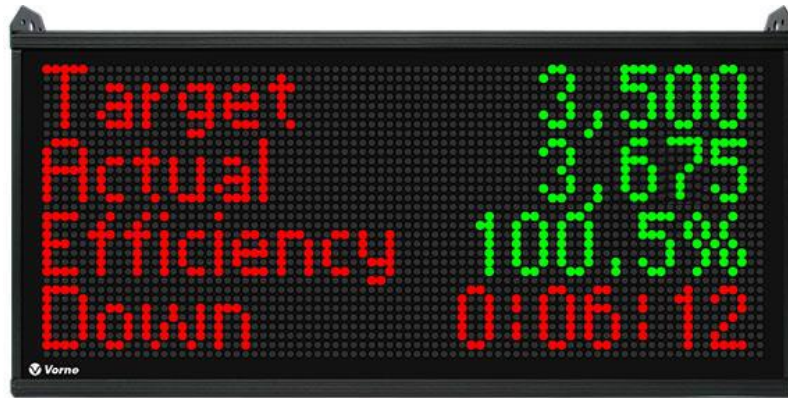 Target 3,500
Actual 3,675
Efficiency 100.5%
Down 0:06:12
Vorne